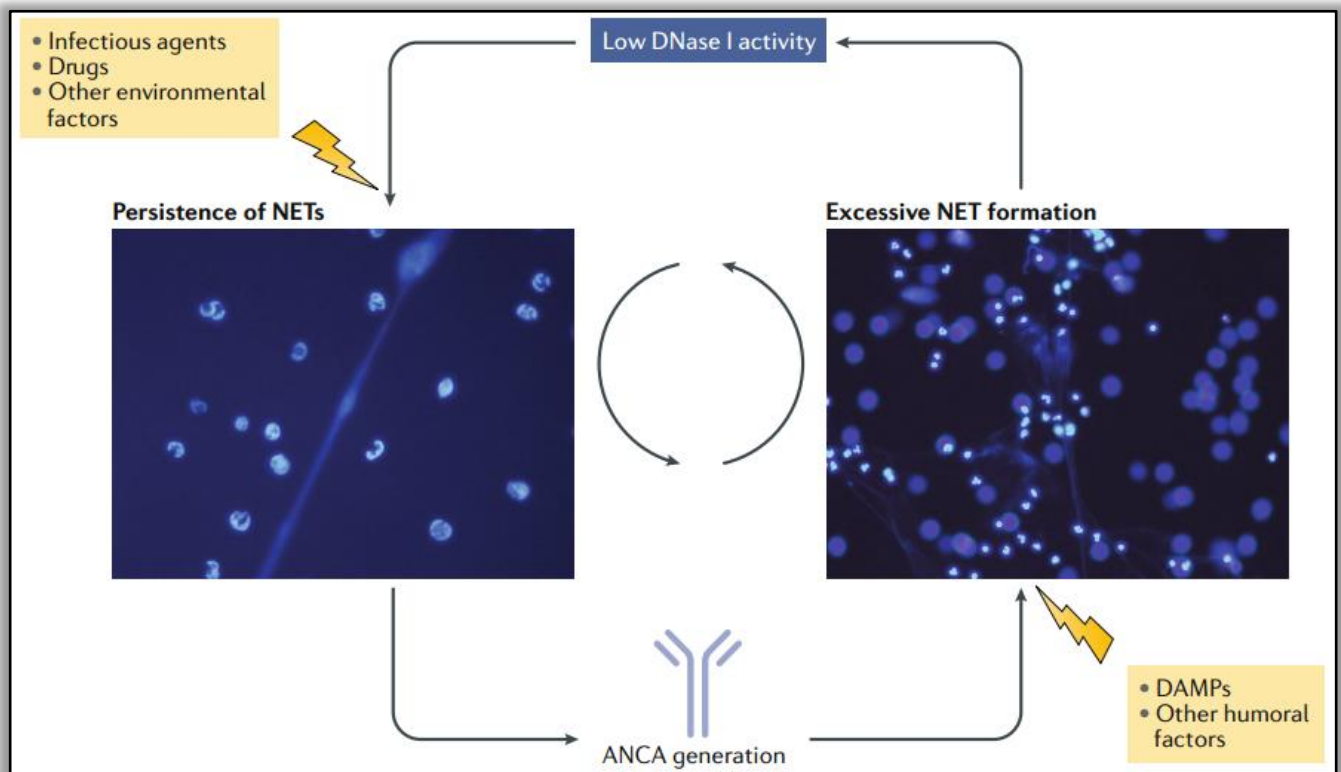 • Infectious agents
• Drugs
• Other environmental
factors
Low DNase I activity
Persistence of NETs
Excessive NET formation
ANCA generation
• DAMPs
• Other humoral
factors